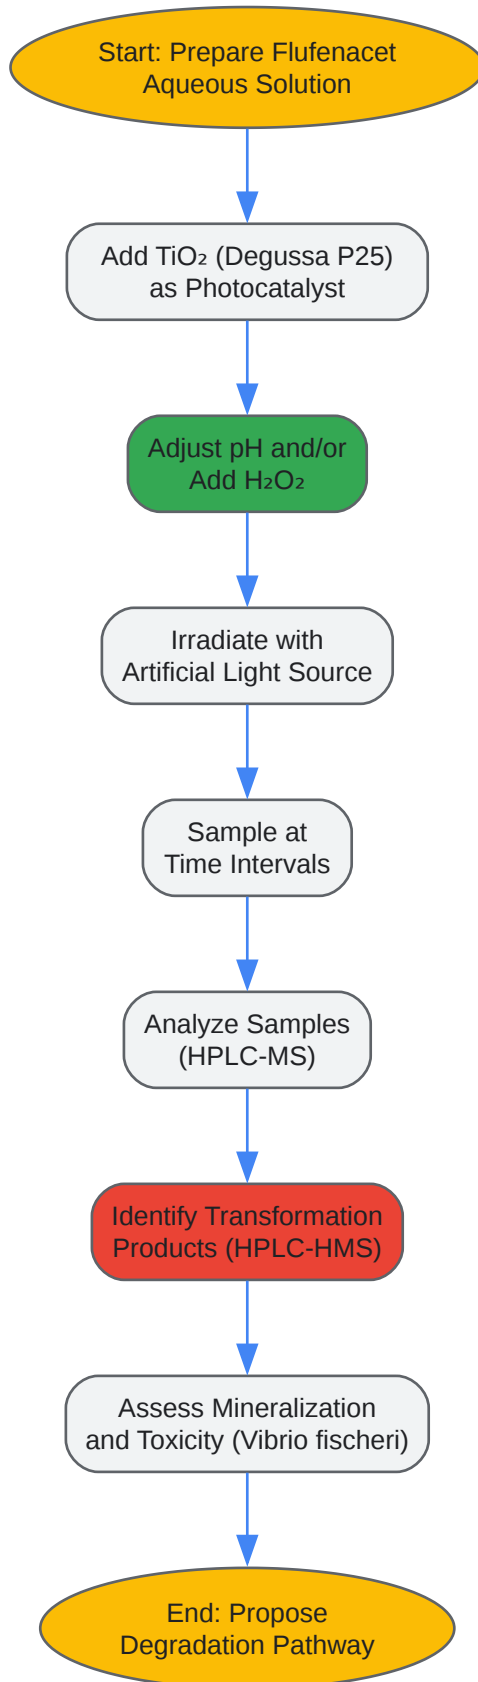 Start: Prepare Flufenacet
Aqueous Solution
Add TiO₂ (Degussa P25)
as Photocatalyst
Adjust pH and/or
Add H₂O₂
Irradiate with
Artificial Light Source
Sample at
Time Intervals
Analyze Samples
(HPLC-MS)
Identify Transformation
Products (HPLC-HMS)
Assess Mineralization
and Toxicity (Vibrio fischeri)
End: Propose
Degradation Pathway